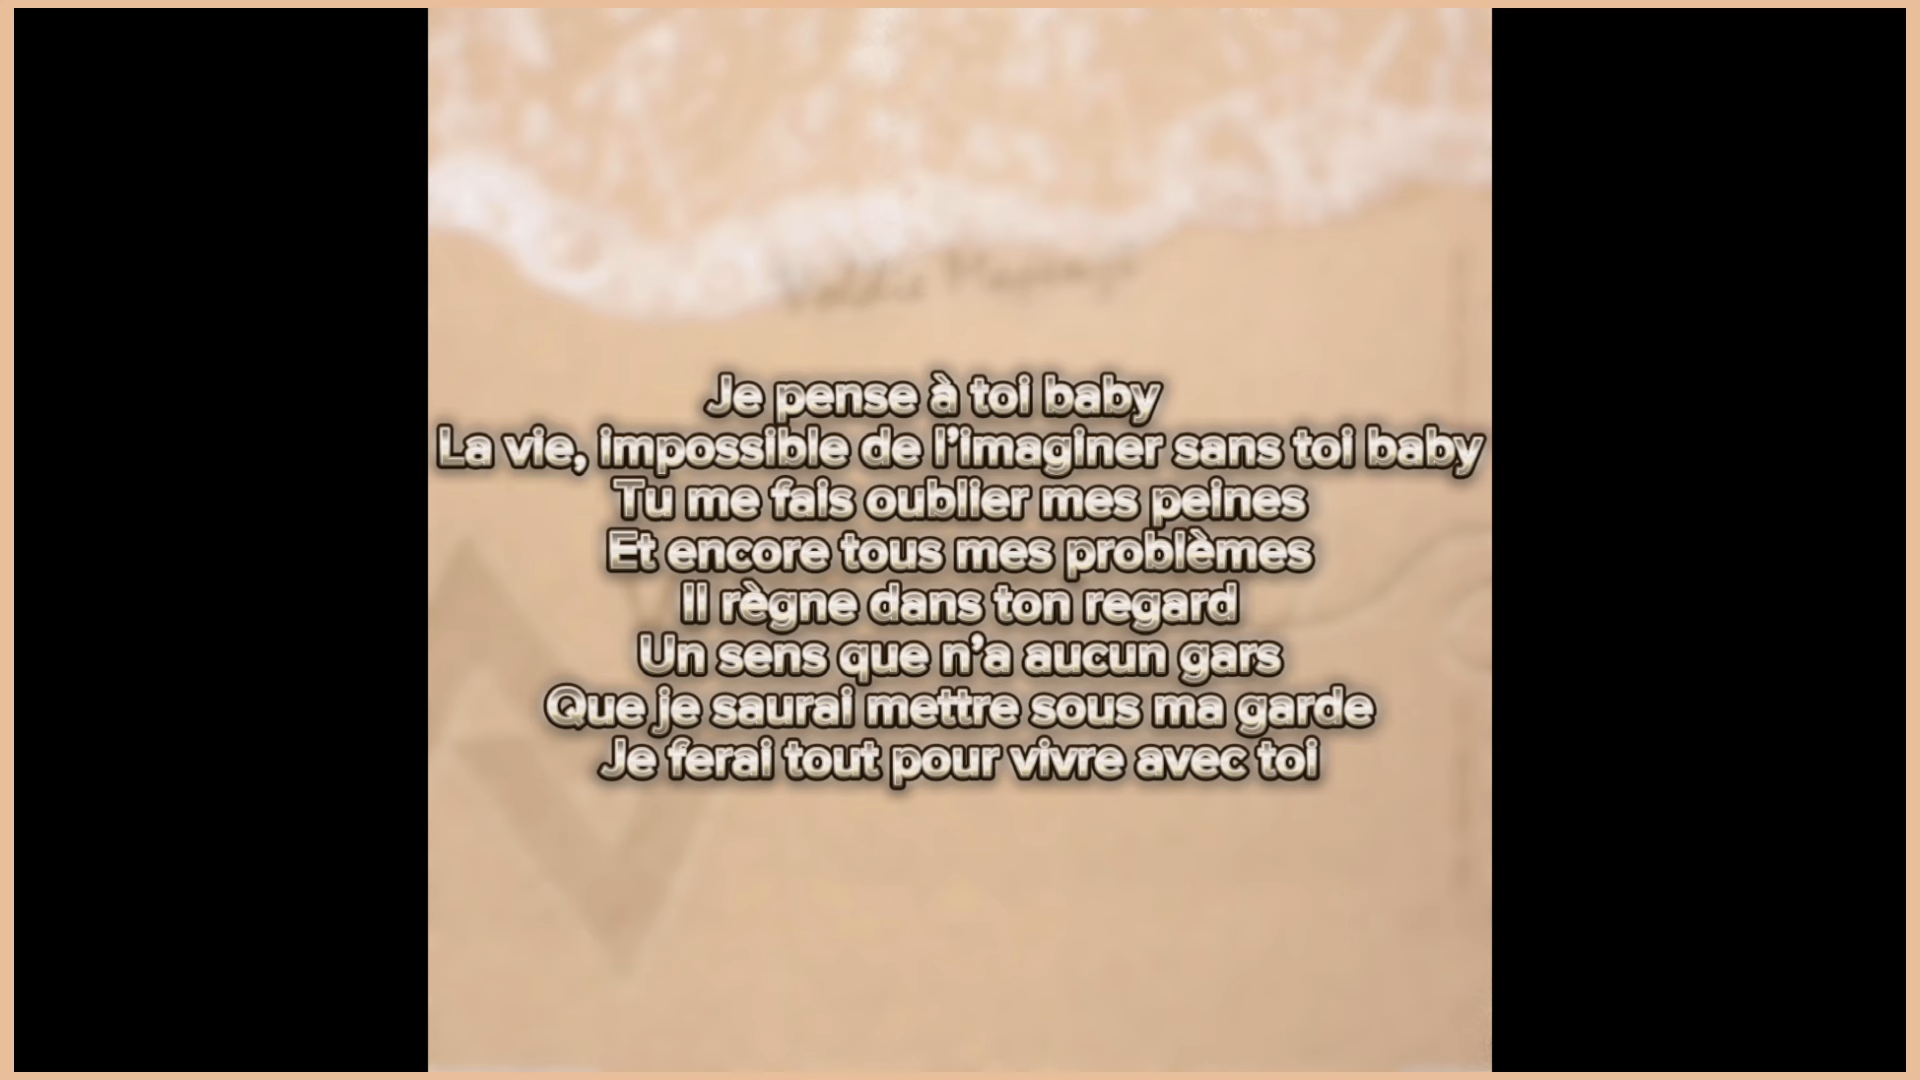 Je pense à toi baby
La vie, impossible de l’imaginer sans toi baby
Tu me fais oublier mes peines
Et encore tous mes problèmes
Il règne dans ton regard
Un sens que n’a aucun gars
Que je saurai mettre sous ma garde
Je ferai tout pour vivre avec toi